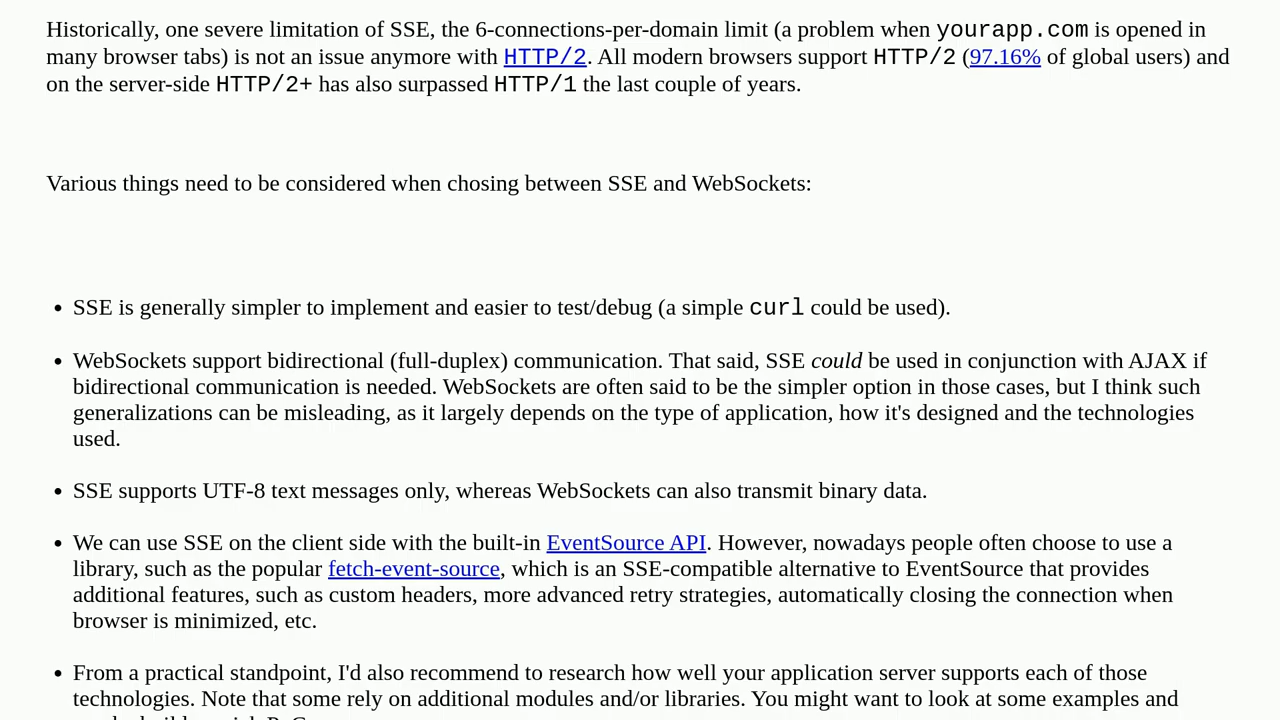 Historically, one severe limitation of SSE, the 6-connections-per-domain limit (a problem when yourapp.com is opened in
many browser tabs) is not an issue anymore with HTTP/2. All modern browsers support HTTP/2 (97.16% of global users) and
on the server-side HTTP/2+ has also surpassed HTTP/1 the last couple of years.
Various things need to be considered when chosing between SSE and WebSockets:
• SSE is generally simpler to implement and easier to test/debug (a simple curl could be used).
• WebSockets support bidirectional (full-duplex) communication. That said, SSE could be used in conjunction with AJAX if
bidirectional communication is needed. WebSockets are often said to be the simpler option in those cases, but I think such
generalizations can be misleading, as it largely depends on the type of application, how it's designed and the technologies
used.
• SSE supports UTF-8 text messages only, whereas WebSockets can also transmit binary data.
• We can use SSE on the client side with the built-in EventSource API. However, nowadays people often choose to use a
library, such as the popular fetch-event-source, which is an SSE-compatible alternative to EventSource that provides
additional features, such as custom headers, more advanced retry strategies, automatically closing the connection when
browser is minimized, etc.
• From a practical standpoint, I'd also recommend to research how well your application server supports each of those
technologies. Note that some rely on additional modules and/or libraries. You might want to look at some examples and